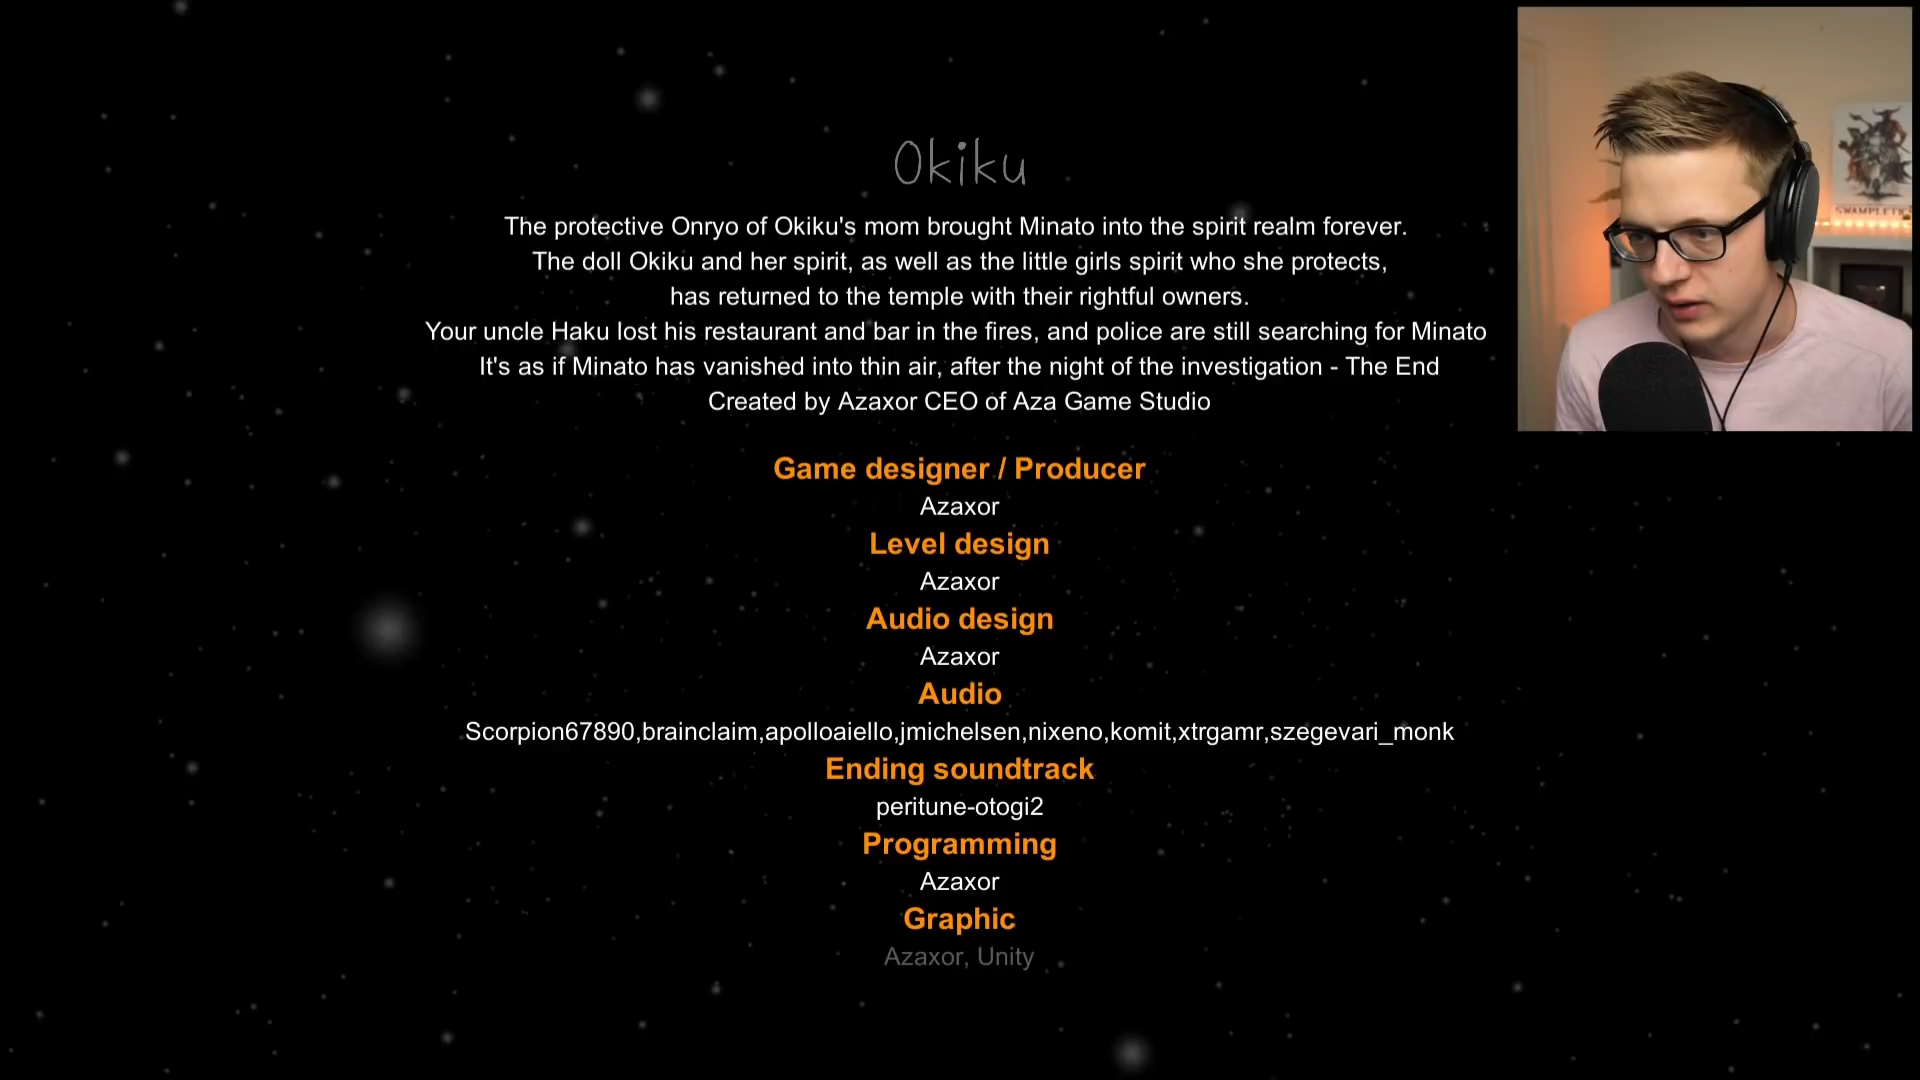 Okiku
The protective Onryo of Okiku's mom brought Minato into the spirit realm forever.
The doll Okiku and her spirit, as well as the little girls spirit who she protects,
has returned to the temple with their rightful owners.
Your uncle Haku lost his restaurant and bar in the fires, and police are still searching for Minato
It's as if Minato has vanished into thin air, after the night of the investigation - The End
Created by Azaxor CEO of Aza Game Studio
Game designer / Producer
Azaxor
Level design
Azaxor
Audio design
Azaxor
Audio
Scorpion67890,brainclaim,apolloaiello,jmichelsen,nixeno,komit,xtrgamr,szegevari_monk
Ending soundtrack
peritune-otogi2
Programming
Azaxor
Graphic
Azaxor, Unity